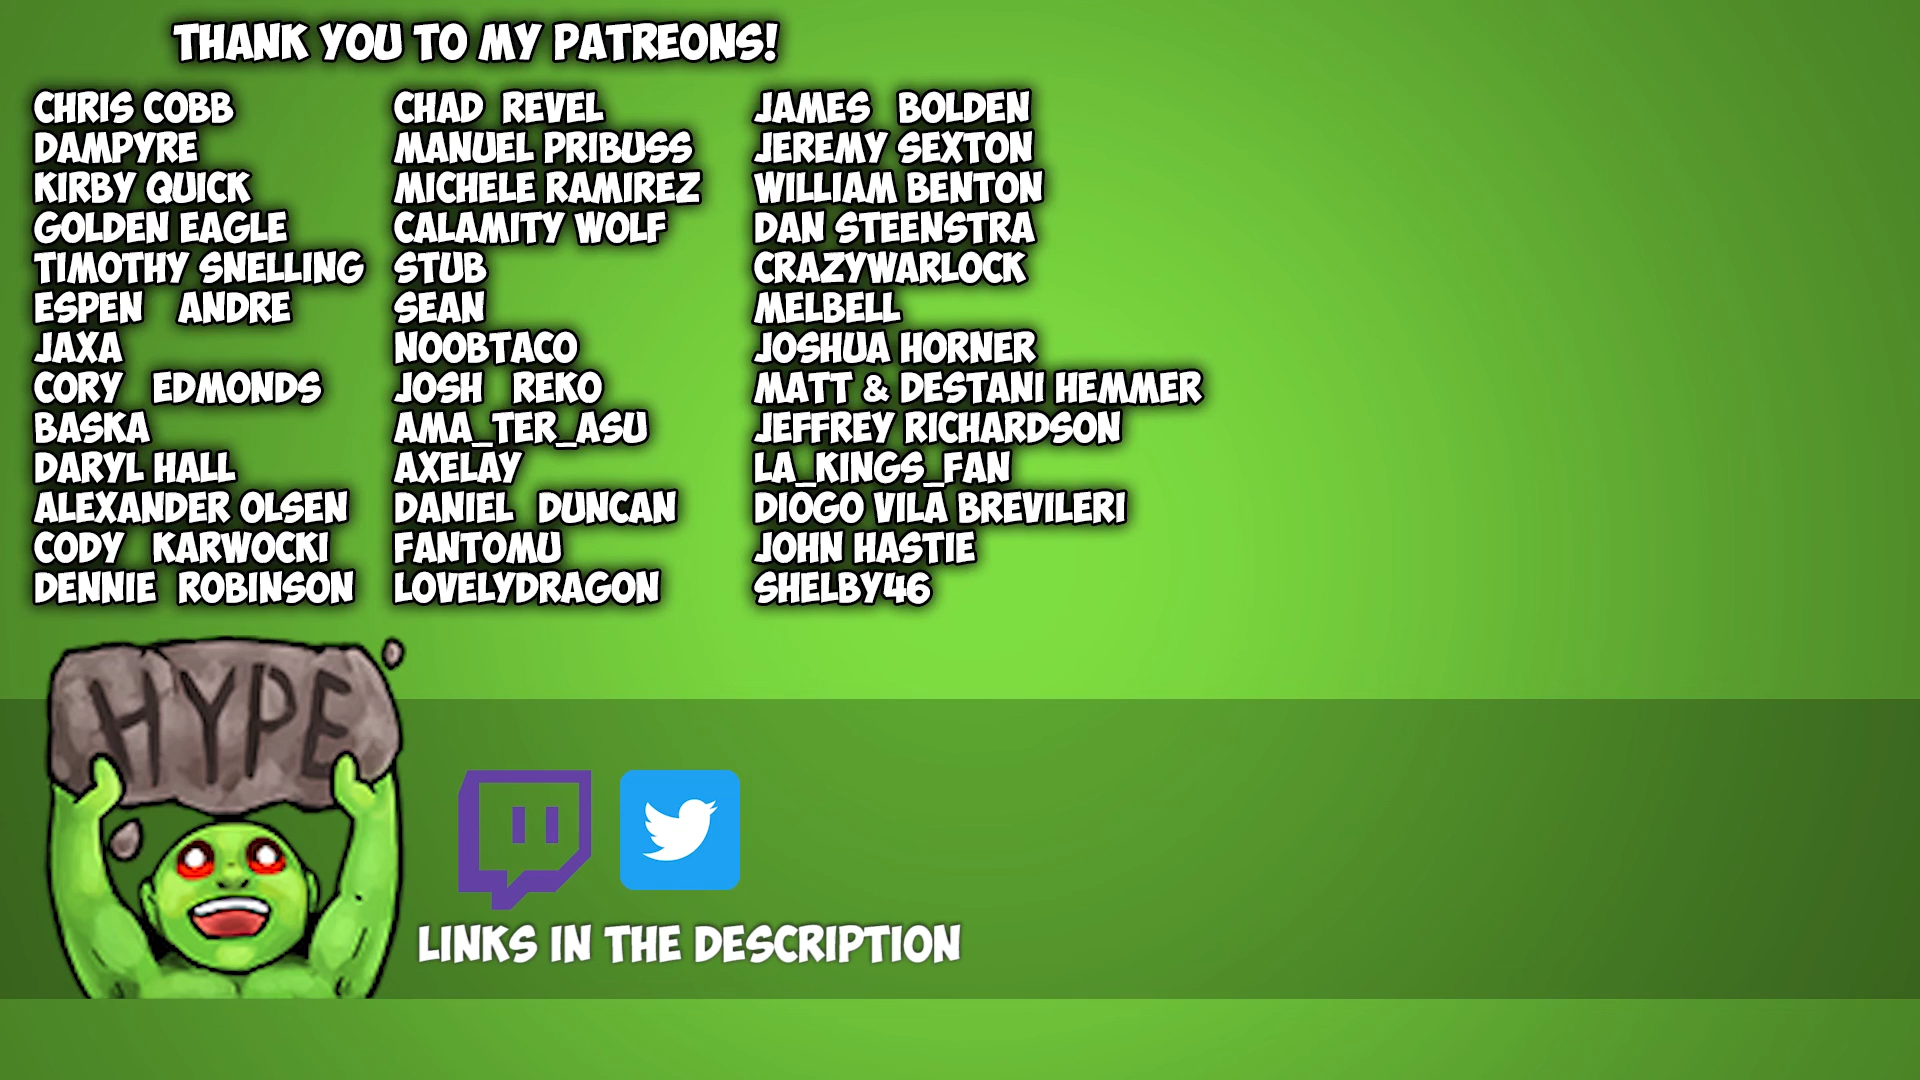 THANK YOU TO MY PATREONS!
CHRIS COBB
DAMPYRE
KIRBY QUICK
GOLDEN EAGLE
TIMOTHY SNELLING
ESPEN ANDRE
JAXA
CORY EDMONDS
BASKA
DARYL HALL
ALEXANDER OLSEN
CODY KARWOCKI
DENNIE ROBINSON
CHAD REVEL
MANUEL PRIBUSS
MICHELE RAMIREZ
CALAMITY WOLF
STUB
SEAN
NOOBTACO
JOSH REKO
AMA_TER_ASU
AXELAY
DANIEL DUNCAN
FANTOMU
LOVELYDRAGON
JAMES BOLDEN
JEREMY SEXTON
WILLIAM BENTON
DAN STEENSTRA
CRAZYWARLOCK
MELBELL
JOSHUA HORNER
MATT & DESTANI HEMMER
JEFFREY RICHARDSON
LA_KINGS_FAN
DIOGO VILA BREVILERI
JOHN HASTIE
SHELBY46
HYPE
LINKS IN THE DESCRIPTION